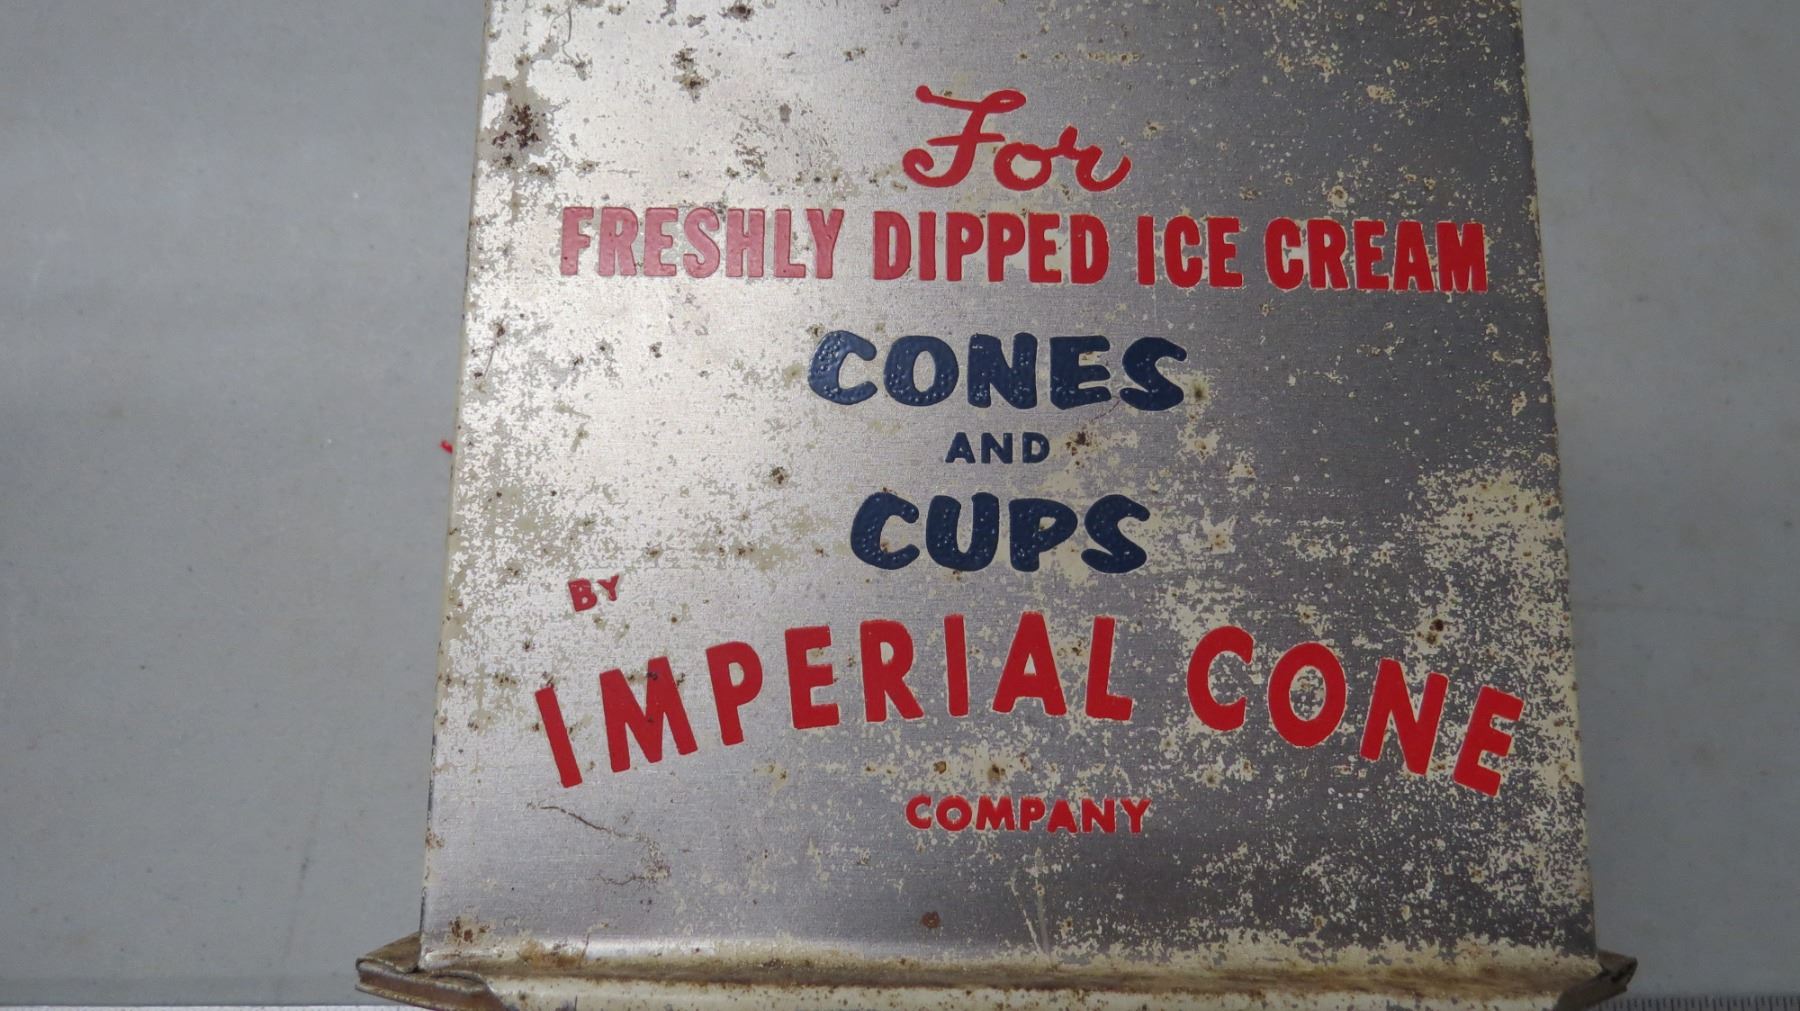 For
FRESHLY DIPPED ICE CREAM
CONES
AND
CUPS
BY
IMPERIAL CONE
COMPANY